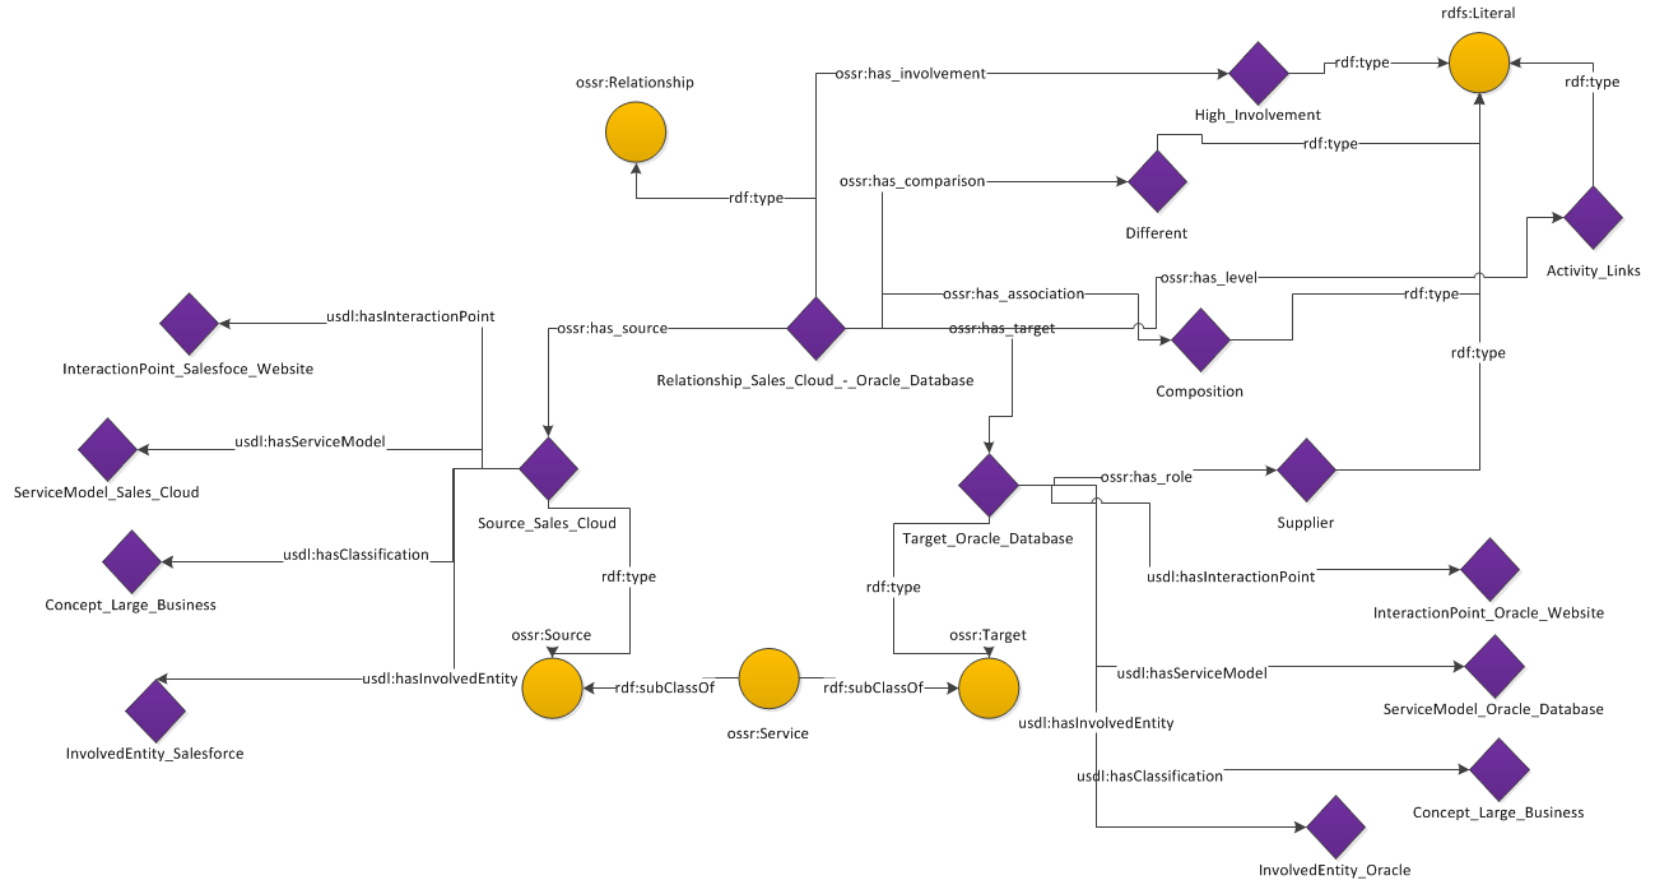 rdfs:Literal
ossr:Relationship
ossr:has_involvement
rdf:type
rdf:type
High_Involvement
rdf:type
ossr:has_comparison
rdf:type
Different
Activity_Links
ossr:has_level
ossr:has_association
rdf:type
usdl:hasInteractionPoint
ossr:has_source
ossr:has_target
InteractionPoint_Salesfoce_Website
Relationship_Sales_Cloud_-_Oracle_Database
Composition
rdf:type
usdl:hasServiceModel
ServiceModel_Sales_Cloud
ossr:has_role
Source_Sales_Cloud
Supplier
Target_Oracle_Database
usdl:hasClassification
rdf:type
rdf:type
usdl:hasInteractionPoint
Concept_Large_Business
InteractionPoint_Oracle_Website
ossr:Source
ossr:Target
usdl:hasInvolvedEntity
rdf:subClassOf
rdf:subClassOf
usdl:hasServiceModel
ServiceModel_Oracle_Database
usdl:hasInvolvedEntity
ossr:Service
InvolvedEntity_Salesforce
usdl:hasClassification
Concept_Large_Business
InvolvedEntity_Oracle